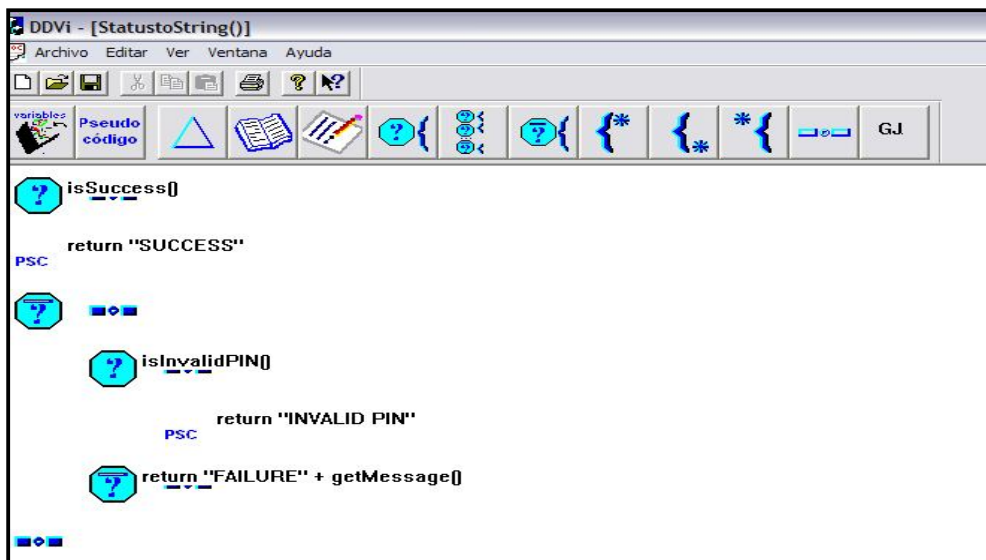 DDVi - [StatustoString()]
Archivo Editar Ver Ventana Ayuda
variables
Pseudo
código
GJ
isSuccess()
return "SUCCESS"
PSC
isInvalidPIN()
return "INVALID PIN"
PSC
return "FAILURE" + getMessage()